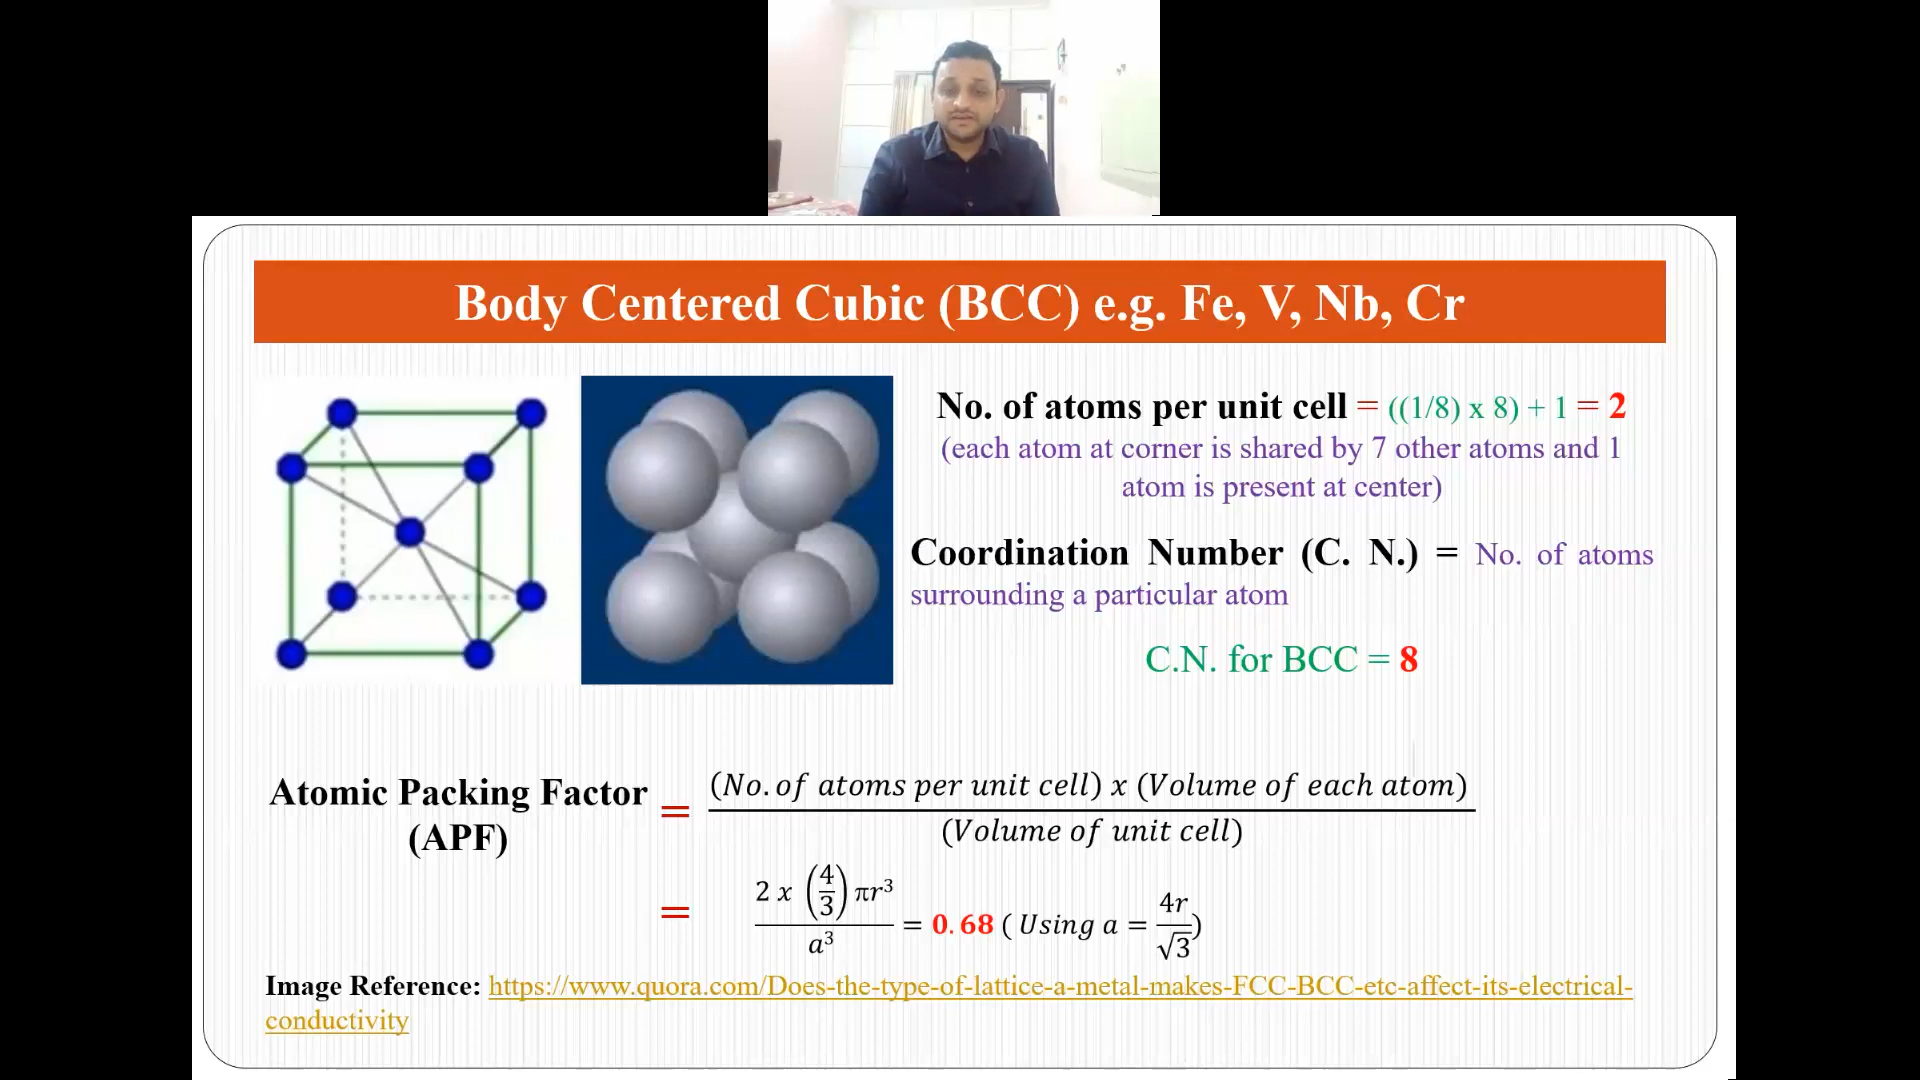 Body Centered Cubic (BCC) e.g. Fe, V, Nb, Cr
No. of atoms per unit cell = ((1/8) x 8) + 1 = 2
(each atom at corner is shared by 7 other atoms and 1
atom is present at center)
Coordination Number (C. N.) = No. of atoms
surrounding a particular atom
C.N. for BCC = 8
Atomic Packing Factor
(APF)
= (No. of atoms per unit cell) x (Volume of each atom)
(Volume of unit cell)
= 2 x (4/3) πr³
a³
= 0.68 ( Using a = 4r/√3)
Image Reference: https://www.quora.com/Does-the-type-of-lattice-a-metal-makes-FCC-BCC-etc-affect-its-electrical-
conductivity